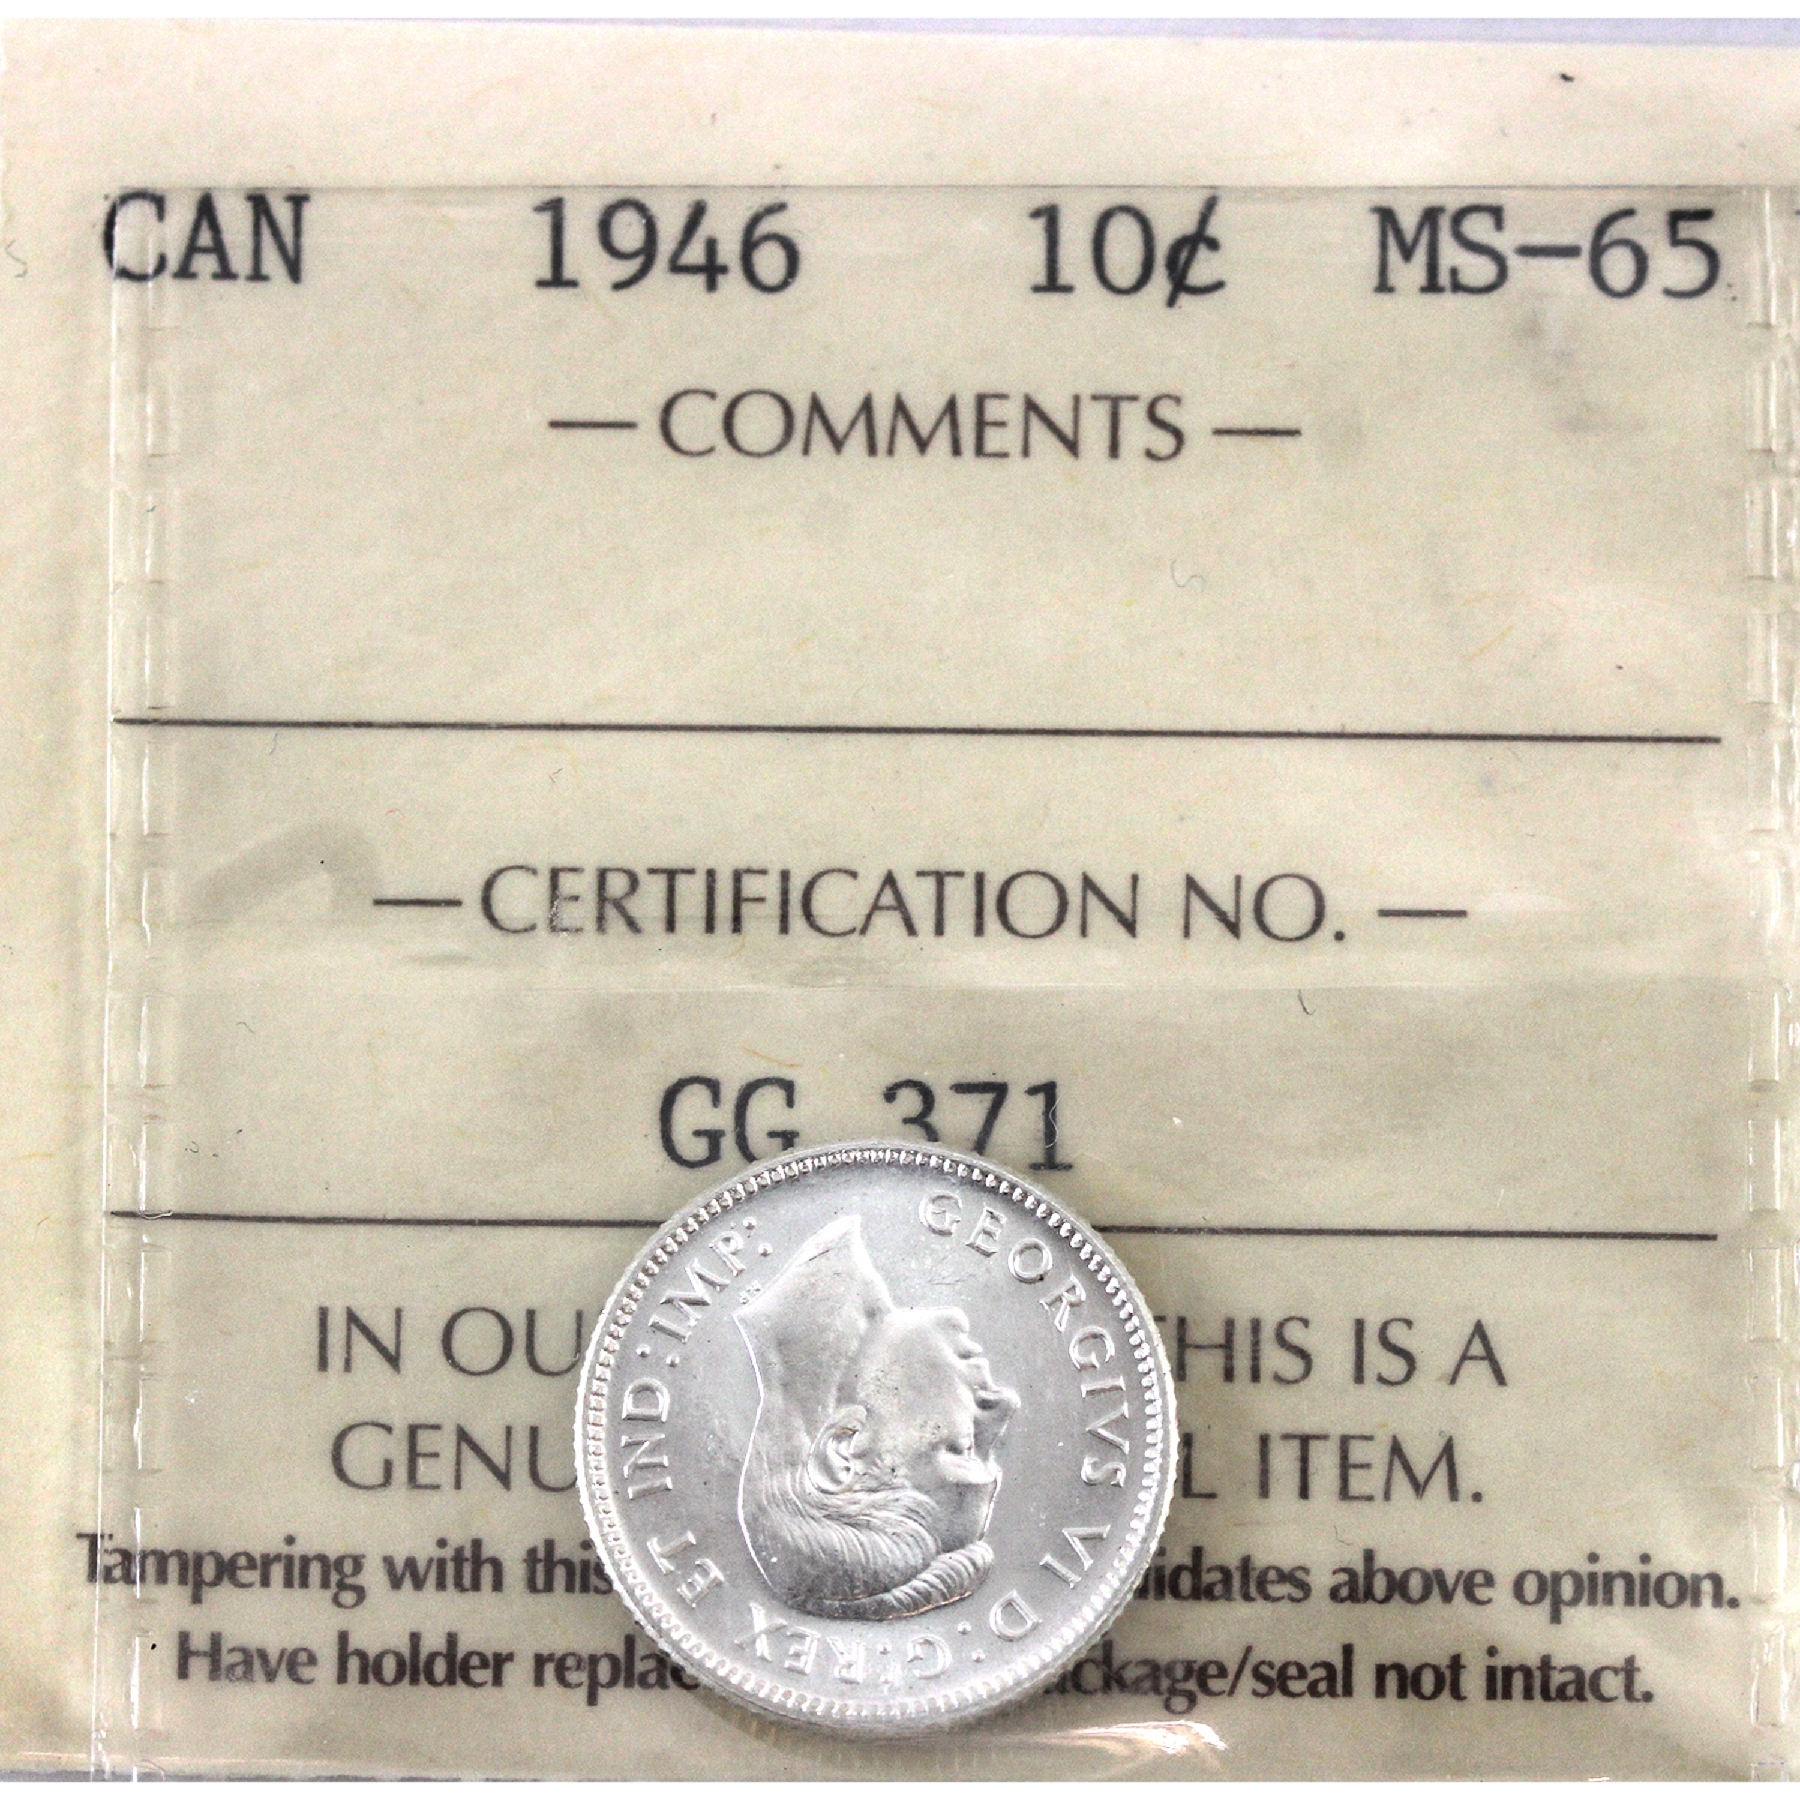 CAN 1946 10¢ MS-65
— COMMENTS —
— CERTIFICATION NO. —
GG 371
IN OU THIS IS A
GENU L ITEM.
Tampering with this idates above opinion.
Have holder replac ckage/seal not intact.
GEORGIVS VI D:G:REX ET IND:IMP: